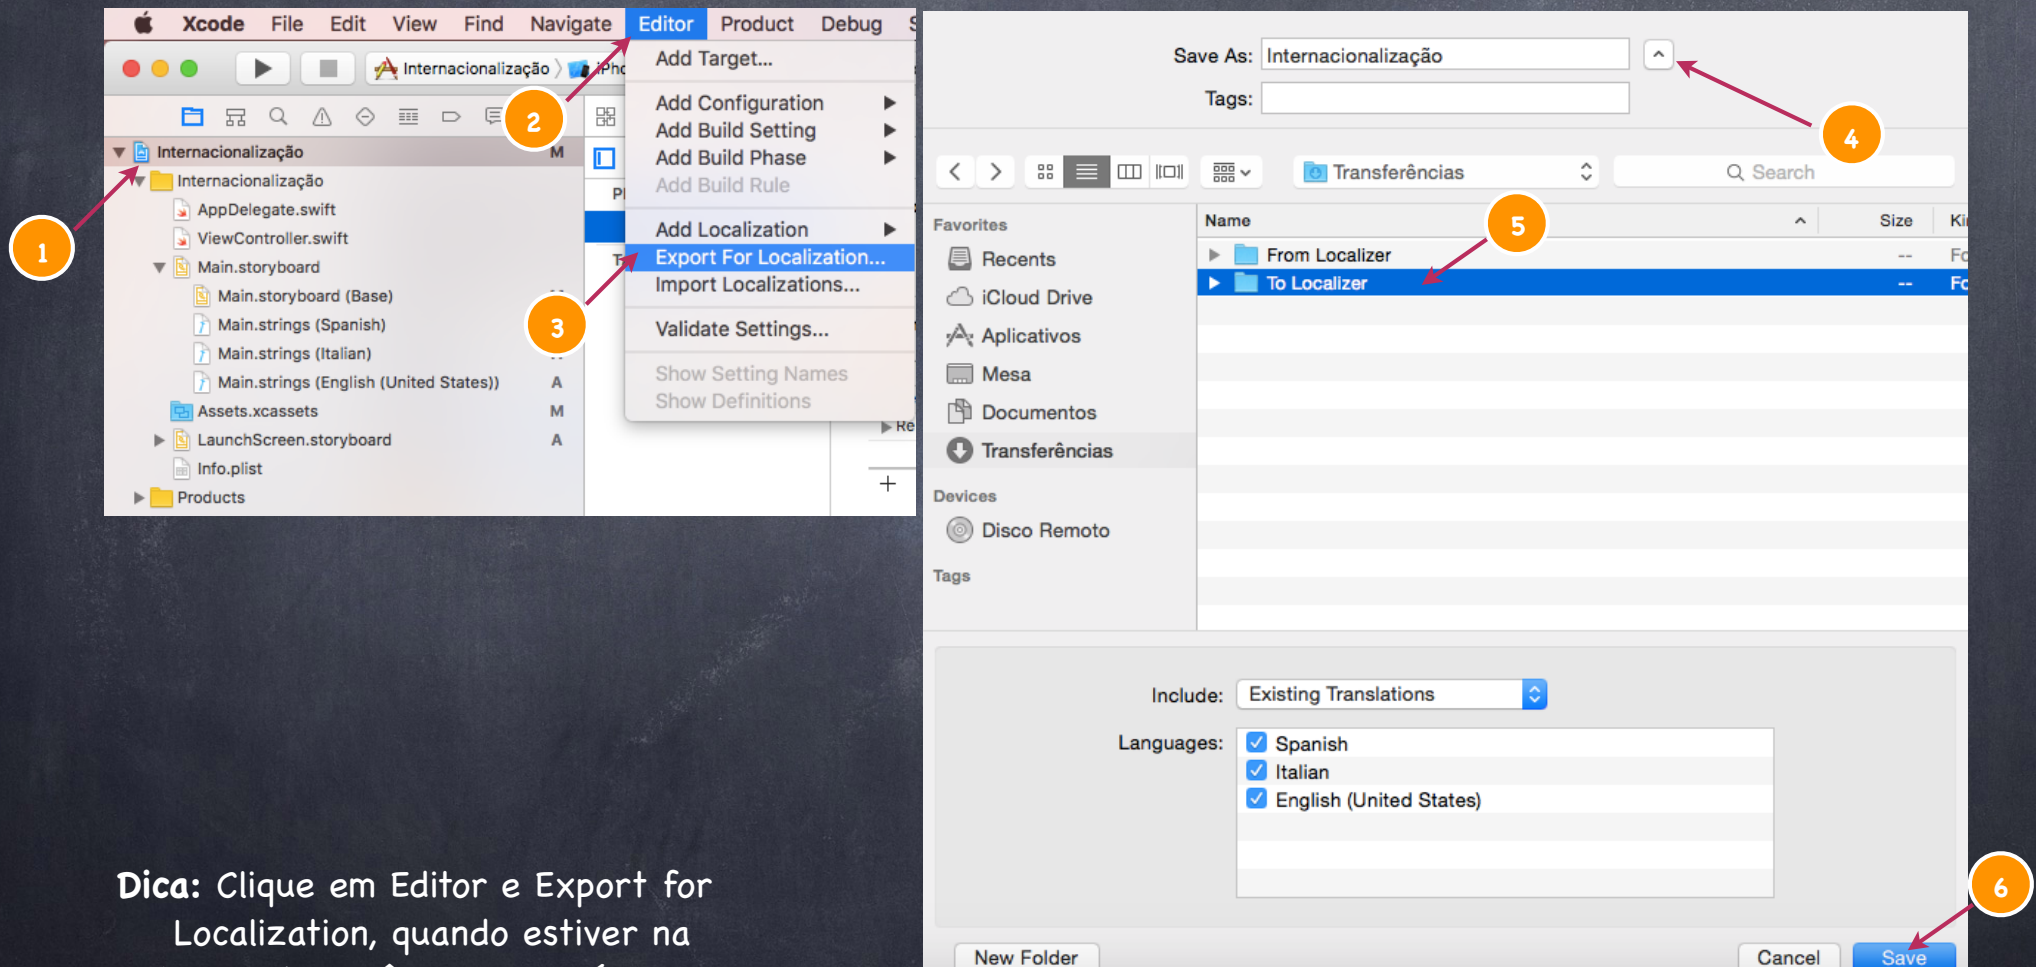 Xcode File Edit View Find Navigate Editor Product Debug
Internacionalização
Internacionalização M
Internacionalização
AppDelegate.swift
ViewController.swift
Main.storyboard
Main.storyboard (Base)
Main.strings (Spanish)
Main.strings (Italian)
Main.strings (English (United States)) A
Assets.xcassets M
LaunchScreen.storyboard A
Info.plist
Products
Add Target...
Add Configuration
Add Build Setting
Add Build Phase
Add Build Rule
Add Localization
Export For Localization...
Import Localizations...
Validate Settings...
Show Setting Names
Show Definitions
1
2
3
Save As: Internacionalização
Tags:
4
Transferências
Search
Favorites
Recents
iCloud Drive
Aplicativos
Mesa
Documentos
Transferências
Devices
Disco Remoto
Tags
Name Size
5
From Localizer --
To Localizer --
Include: Existing Translations
Languages: Spanish
Italian
English (United States)
6
New Folder Cancel Save
Dica: Clique em Editor e Export for
Localization, quando estiver na